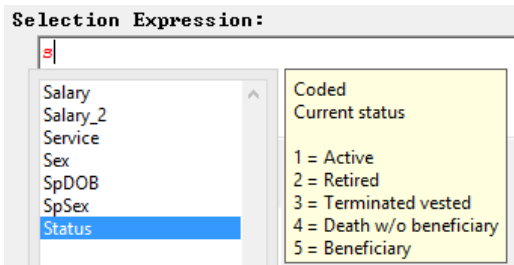 Selection Expression:
s
Salary
Salary_2
Service
Sex
SpDOB
SpSex
Status
Coded
Current status
1 = Active
2 = Retired
3 = Terminated vested
4 = Death w/o beneficiary
5 = Beneficiary